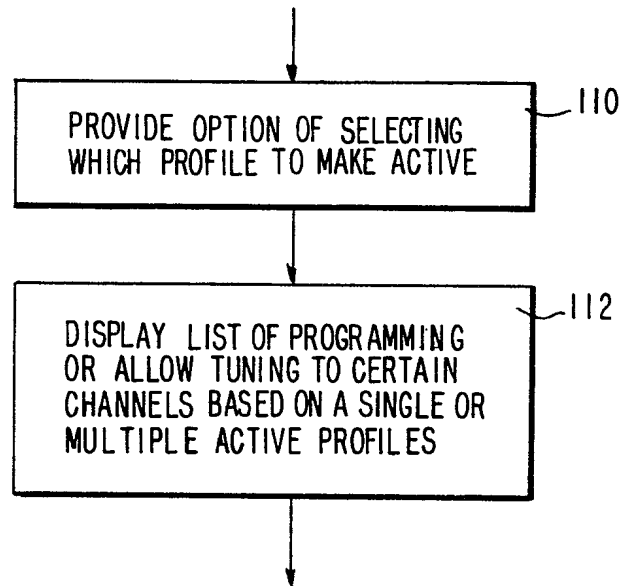 110
PROVIDE OPTION OF SELECTING
WHICH PROFILE TO MAKE ACTIVE
112
DISPLAY LIST OF PROGRAMMING
OR ALLOW TUNING TO CERTAIN
CHANNELS BASED ON A SINGLE OR
MULTIPLE ACTIVE PROFILES